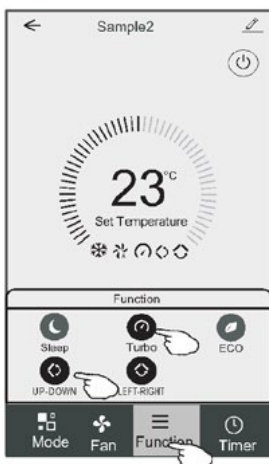 Sample2
23°C
Set Temperature
Function
Sleep Turbo ECO
UP-DOWN LEFT-RIGHT
Mode Fan Function Timer